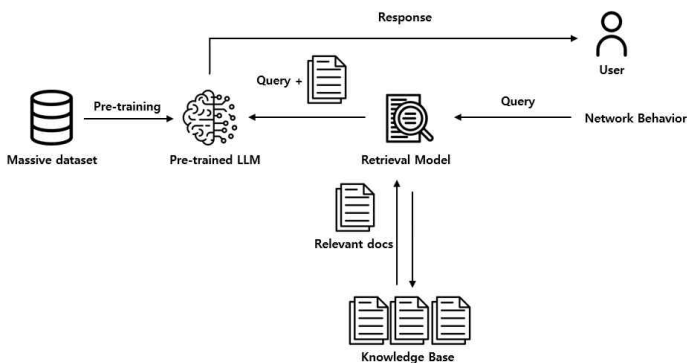 Response
User
Query +
Query
Pre-training
Network Behavior
Massive dataset
Pre-trained LLM
Retrieval Model
Relevant docs
Knowledge Base